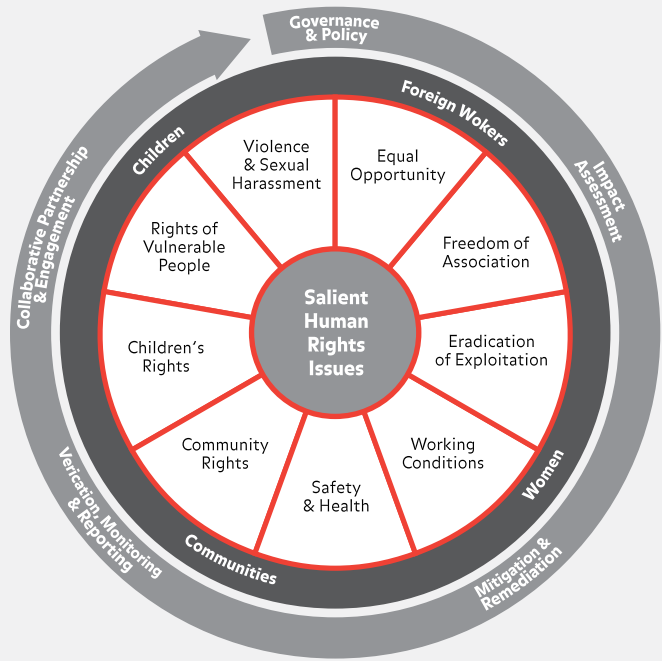 Governance
& Policy
Impact
Assessment
Mitigation &
Remediation
Verication, Monitoring
& Reporting
Collaborative Partnership
& Engagement
Foreign Wokers
Women
Communities
Children
Equal
Opportunity
Freedom of
Association
Eradication
of Exploitation
Working
Conditions
Safety
& Health
Community
Rights
Children's
Rights
Rights of
Vulnerable
People
Violence
& Sexual
Harassment
Salient
Human
Rights
Issues